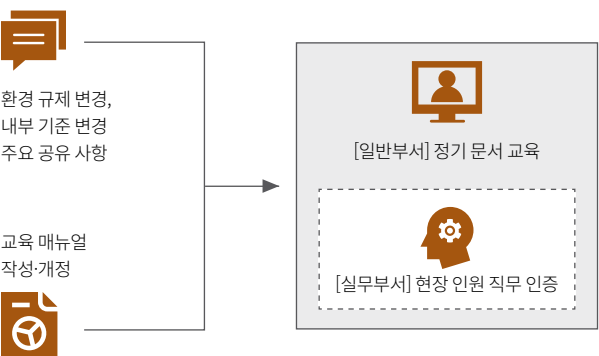 환경 규제 변경,
내부 기준 변경
주요 공유 사항
교육 매뉴얼
작성·개정
[일반부서] 정기 문서 교육
[실무부서] 현장 인원 직무 인증